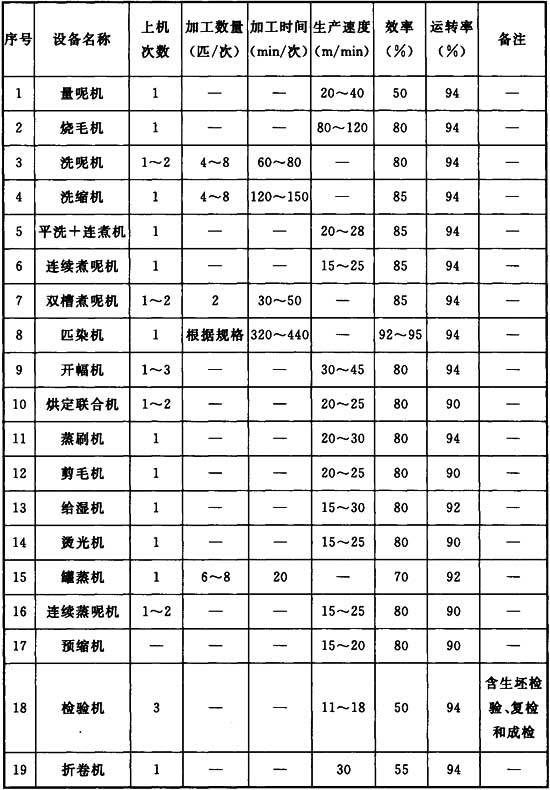 序号 设备名称 上机次数 加工数量(匹/次) 加工时间(min/次) 生产速度(m/min) 效率(%) 运转率(%) 备注
1 量呢机 1 — — 20～40 50 94 —
2 烧毛机 1 — — 80～120 80 94 —
3 洗呢机 1～2 4～8 60～80 — 80 94 —
4 洗缩机 1 4～8 120～150 — 85 94 —
5 平洗＋连煮机 1 — — 20～28 85 94 —
6 连续煮呢机 1 — — 15～25 85 94 —
7 双槽煮呢机 1～2 2 30～50 — 85 94 —
8 匹染机 1 根据规格 320～440 — 92～95 94 —
9 开幅机 1～3 — — 30～45 80 94 —
10 烘定联合机 1～2 — — 20～25 80 90 —
11 蒸刷机 1 — — 20～30 80 94 —
12 剪毛机 1 — — 20～25 80 90 —
13 给湿机 1 — — 15～30 80 92 —
14 烫光机 1 — — 15～25 80 90 —
15 罐蒸机 1 6～8 20 — 70 92 —
16 连续蒸呢机 1～2 — — 15～25 80 90 —
17 预缩机 — — — 15～20 80 90 —
18 检验机 3 — — 11～18 50 94 含生坯检验、复检和成检
19 折卷机 1 — — 30 55 94 —